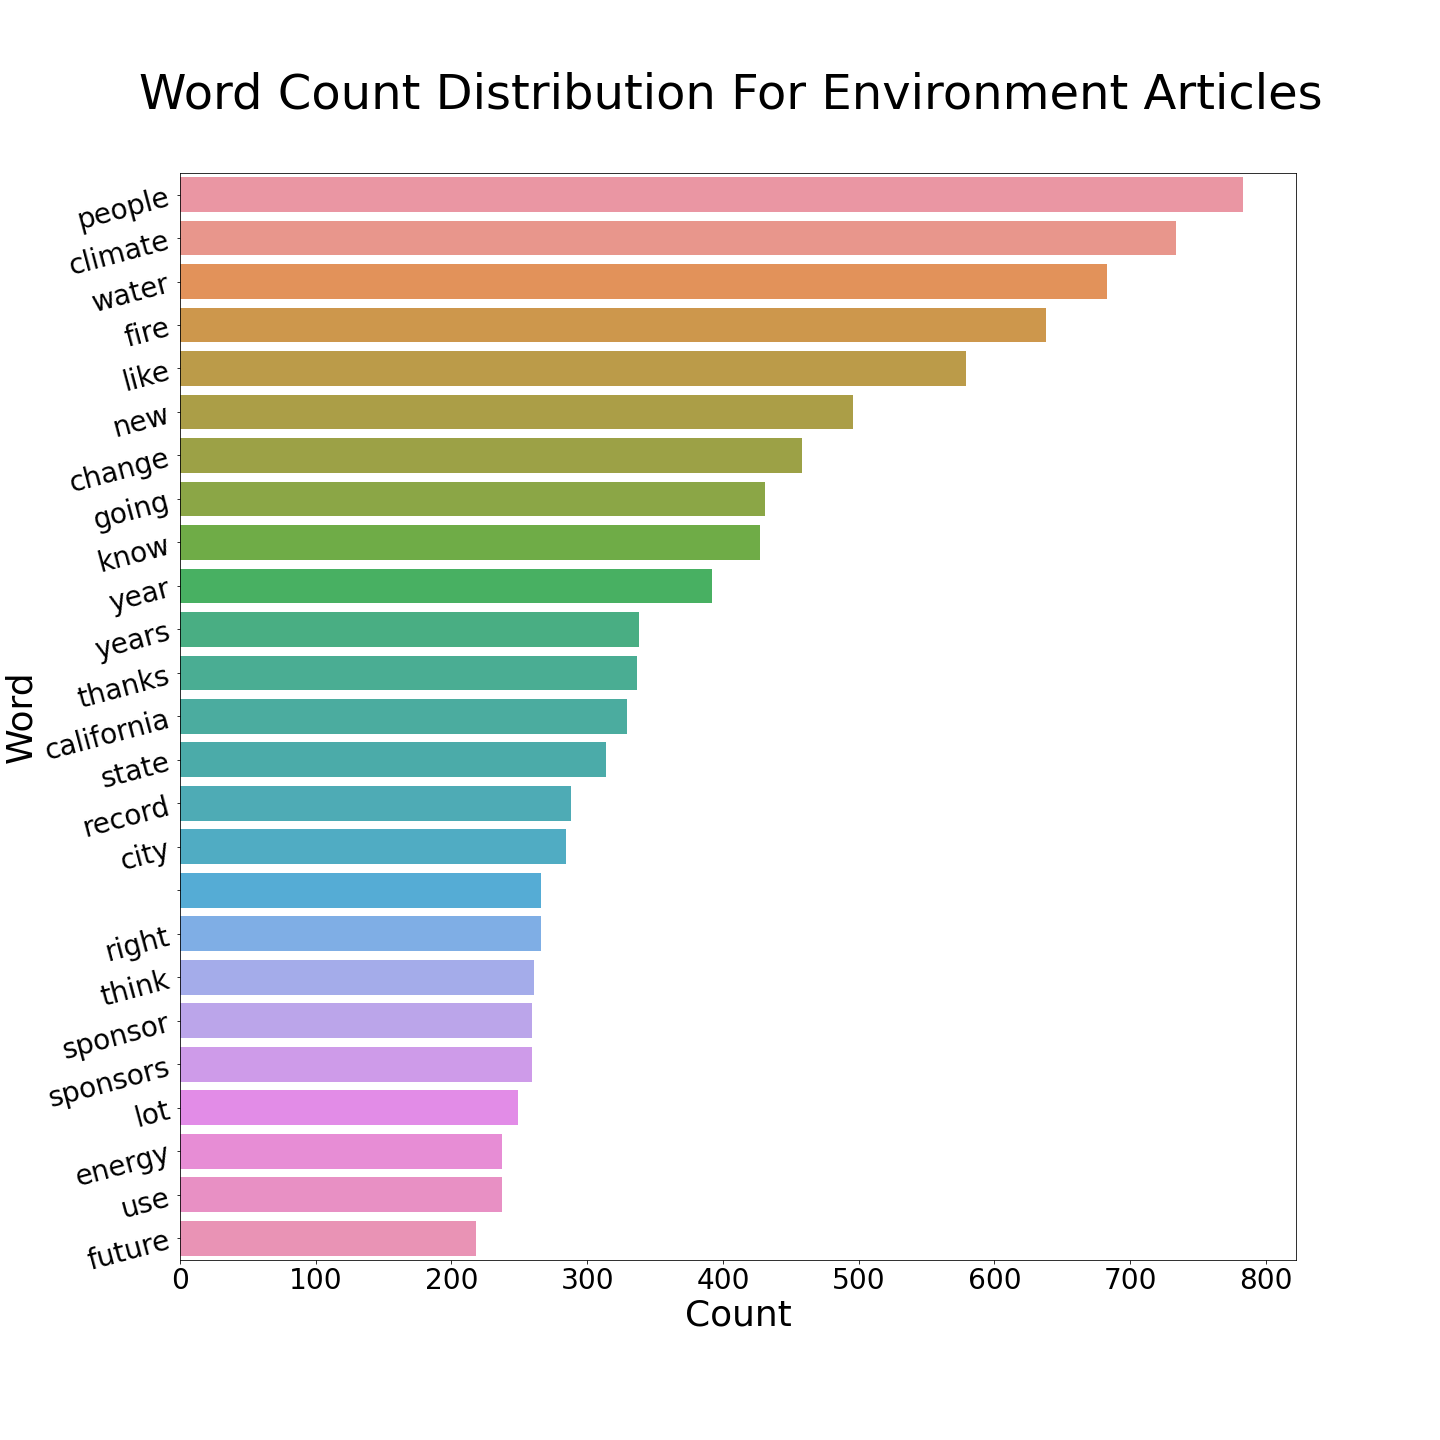 Word Count Distribution For Environment Articles
people
climate
water
fire
like
new
change
going
know
year
years
thanks
california
state
record
city
right
think
sponsor
sponsors
lot
energy
use
future
Word
0 100 200 300 400 500 600 700 800
Count